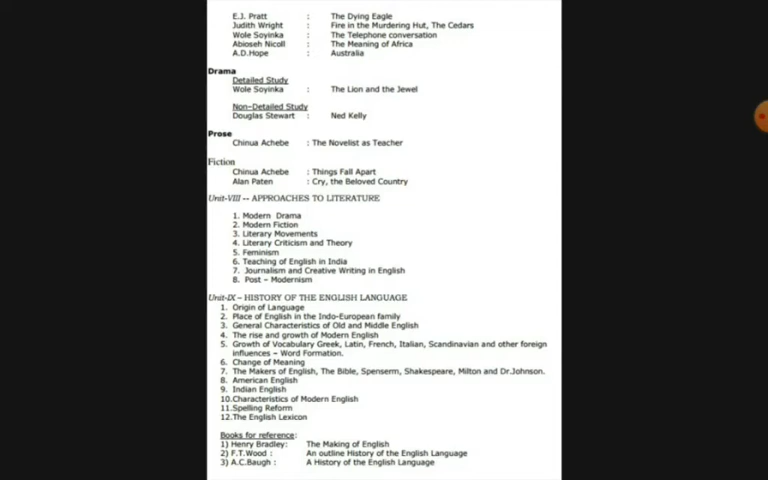 E.J. Pratt : The Dying Eagle
Judith Wright : Fire in the Murdering Hut, The Cedars
Wole Soyinka : The Telephone conversation
Abioseh Nicoll : The Meaning of Africa
A.D.Hope : Australia
Drama
Detailed Study
Wole Soyinka : The Lion and the Jewel
Non-Detailed Study
Douglas Stewart : Ned Kelly
Prose
Chinua Achebe : The Novelist as Teacher
Fiction
Chinua Achebe : Things Fall Apart
Alan Paten : Cry, the Beloved Country
Unit-VIII -- APPROACHES TO LITERATURE
1. Modern Drama
2. Modern Fiction
3. Literary Movements
4. Literary Criticism and Theory
5. Feminism
6. Teaching of English in India
7. Journalism and Creative Writing in English
8. Post – Modernism
Unit-IX – HISTORY OF THE ENGLISH LANGUAGE
1. Origin of Language
2. Place of English in the Indo-European family
3. General Characteristics of Old and Middle English
4. The rise and growth of Modern English
5. Growth of Vocabulary Greek, Latin, French, Italian, Scandinavian and other foreign
influences – Word Formation.
6. Change of Meaning
7. The Makers of English, The Bible, Spenserm, Shakespeare, Milton and Dr.Johnson.
8. American English
9. Indian English
10.Characteristics of Modern English
11.Spelling Reform
12.The English Lexicon
Books for reference:
1) Henry Bradley: The Making of English
2) F.T.Wood : An outline History of the English Language
3) A.C.Baugh : A History of the English Language